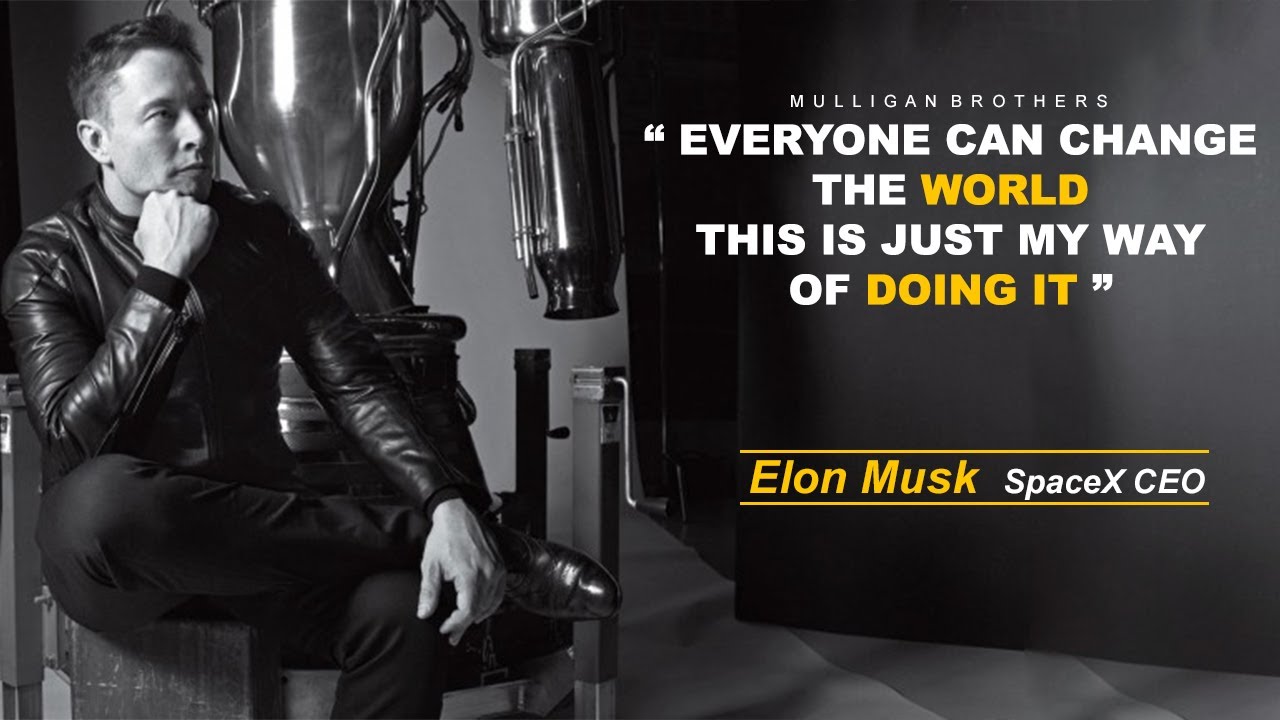 MULLIGAN BROTHERS
“ EVERYONE CAN CHANGE
THE WORLD
THIS IS JUST MY WAY
OF DOING IT ”
Elon Musk SpaceX CEO